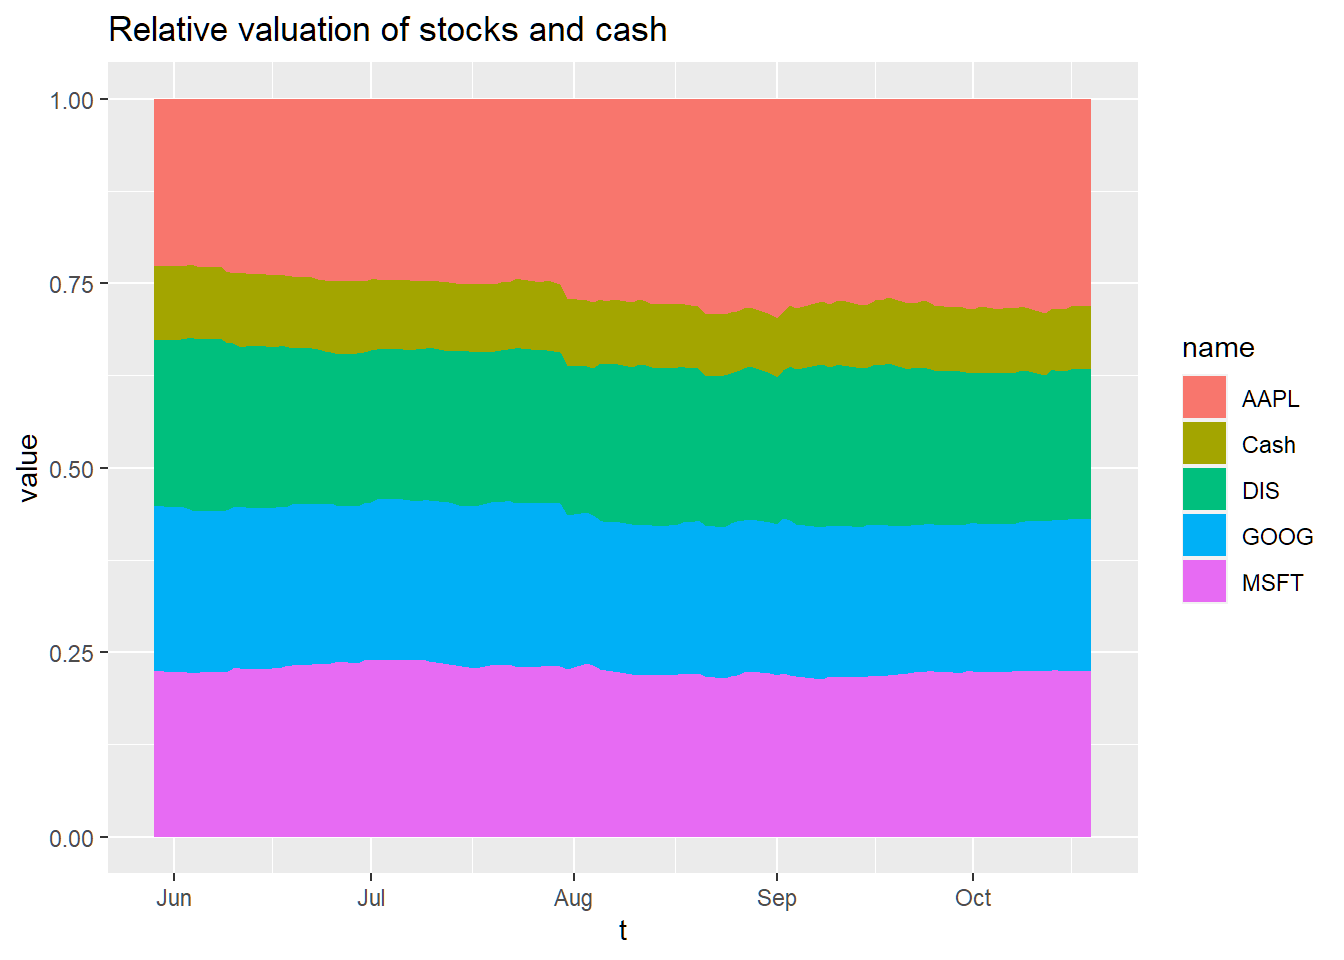 Relative valuation of stocks and cash
1.00
0.75
0.50
0.25
0.00
value
Jun Jul Aug Sep Oct
t
name
AAPL
Cash
DIS
GOOG
MSFT